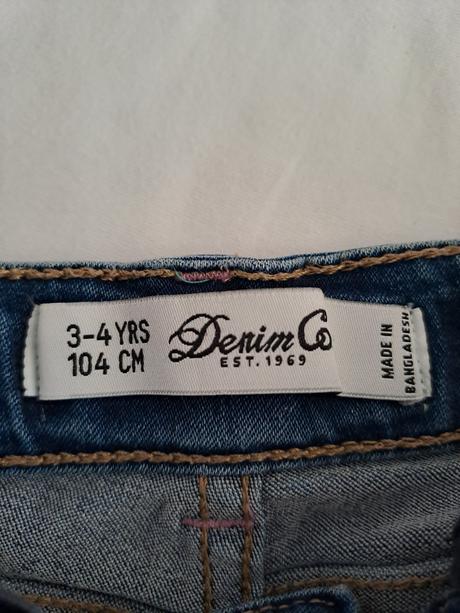 3-4 YRS
104 CM
Denim Co
EST. 1969
MADE IN
BANGLADESH